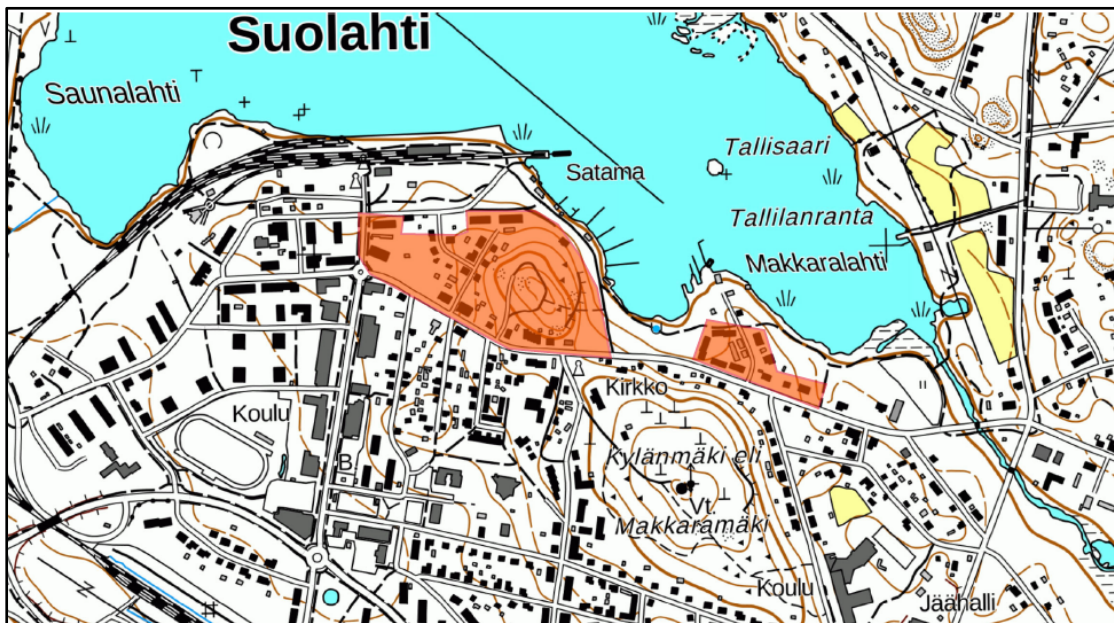 Suolahti
Saunalahti
Tallisaari
Satama
Tallilanranta
Makkaralahti
Kirkko
Koulu
Kylänmäki eli
B.
Vt.
Makkaramäki
Koulu
Jäähalli